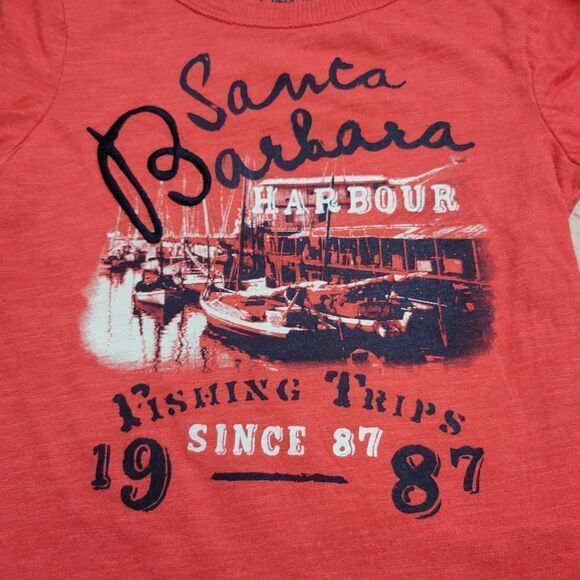 Santa
Barbara
HARBOUR
FISHING TRIPS
SINCE 87
19 87